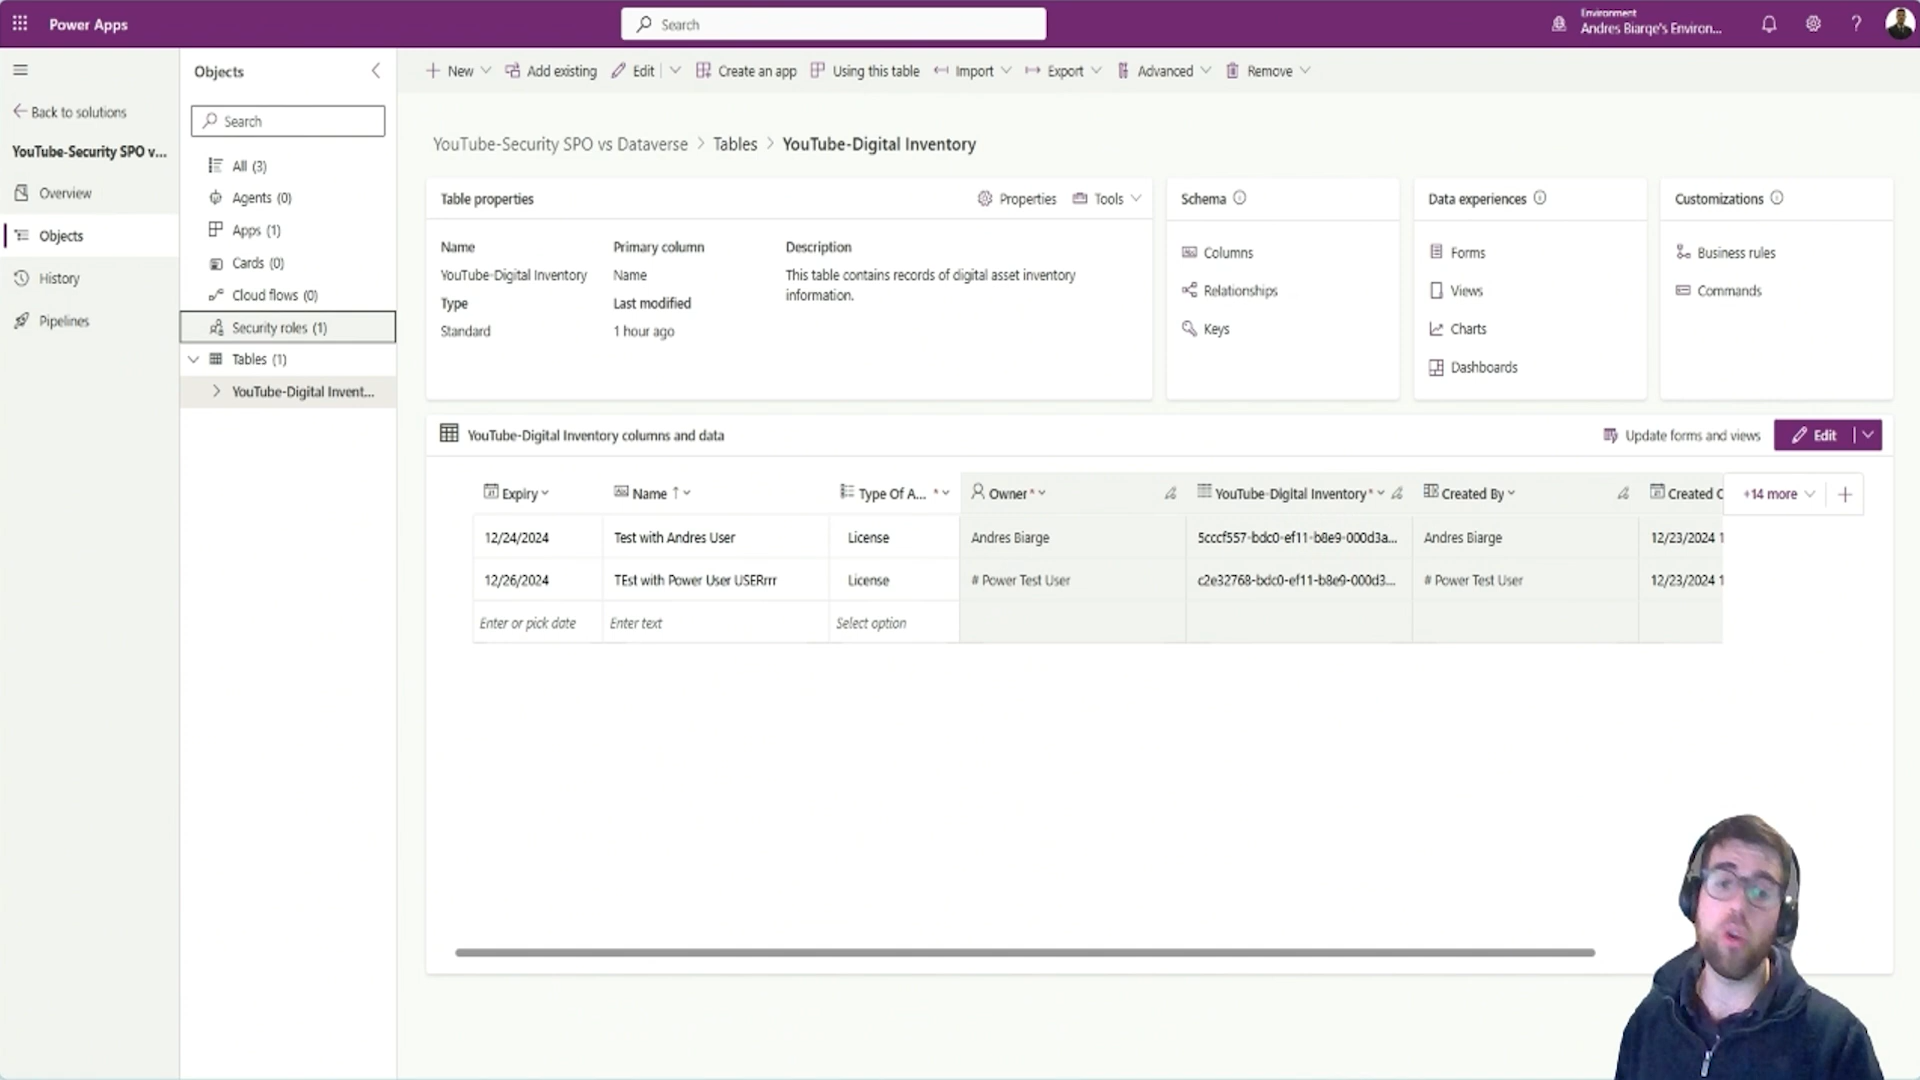 Power Apps
Search
Environment
Andres Biarge's Environ...
?
Back to solutions
YouTube-Security SPO v...
Overview
Objects
History
Pipelines
Objects
Search
All (3)
Agents (0)
Apps (1)
Cards (0)
Cloud flows (0)
Security roles (1)
Tables (1)
YouTube-Digital Invent...
New
Add existing
Edit
Create an app
Using this table
Import
Export
Advanced
Remove
YouTube-Security SPO vs Dataverse > Tables > YouTube-Digital Inventory
Table properties
Properties
Tools
Name
YouTube-Digital Inventory
Type
Standard
Primary column
Name
Last modified
1 hour ago
Description
This table contains records of digital asset inventory
information.
Schema
Columns
Relationships
Keys
Data experiences
Forms
Views
Charts
Dashboards
Customizations
Business rules
Commands
YouTube-Digital Inventory columns and data
Update forms and views
Edit
Expiry Name ↑ Type Of A... * Owner * YouTube-Digital Inventory * Created By Created O +14 more
12/24/2024 Test with Andres User License Andres Biarge 5cccf557-bdc0-ef11-b8e9-000d3a... Andres Biarge 12/23/2024 1
12/26/2024 TEst with Power User USERrrr License # Power Test User c2e32768-bdc0-ef11-b8e9-000d3... # Power Test User 12/23/2024 1
Enter or pick date Enter text Select option